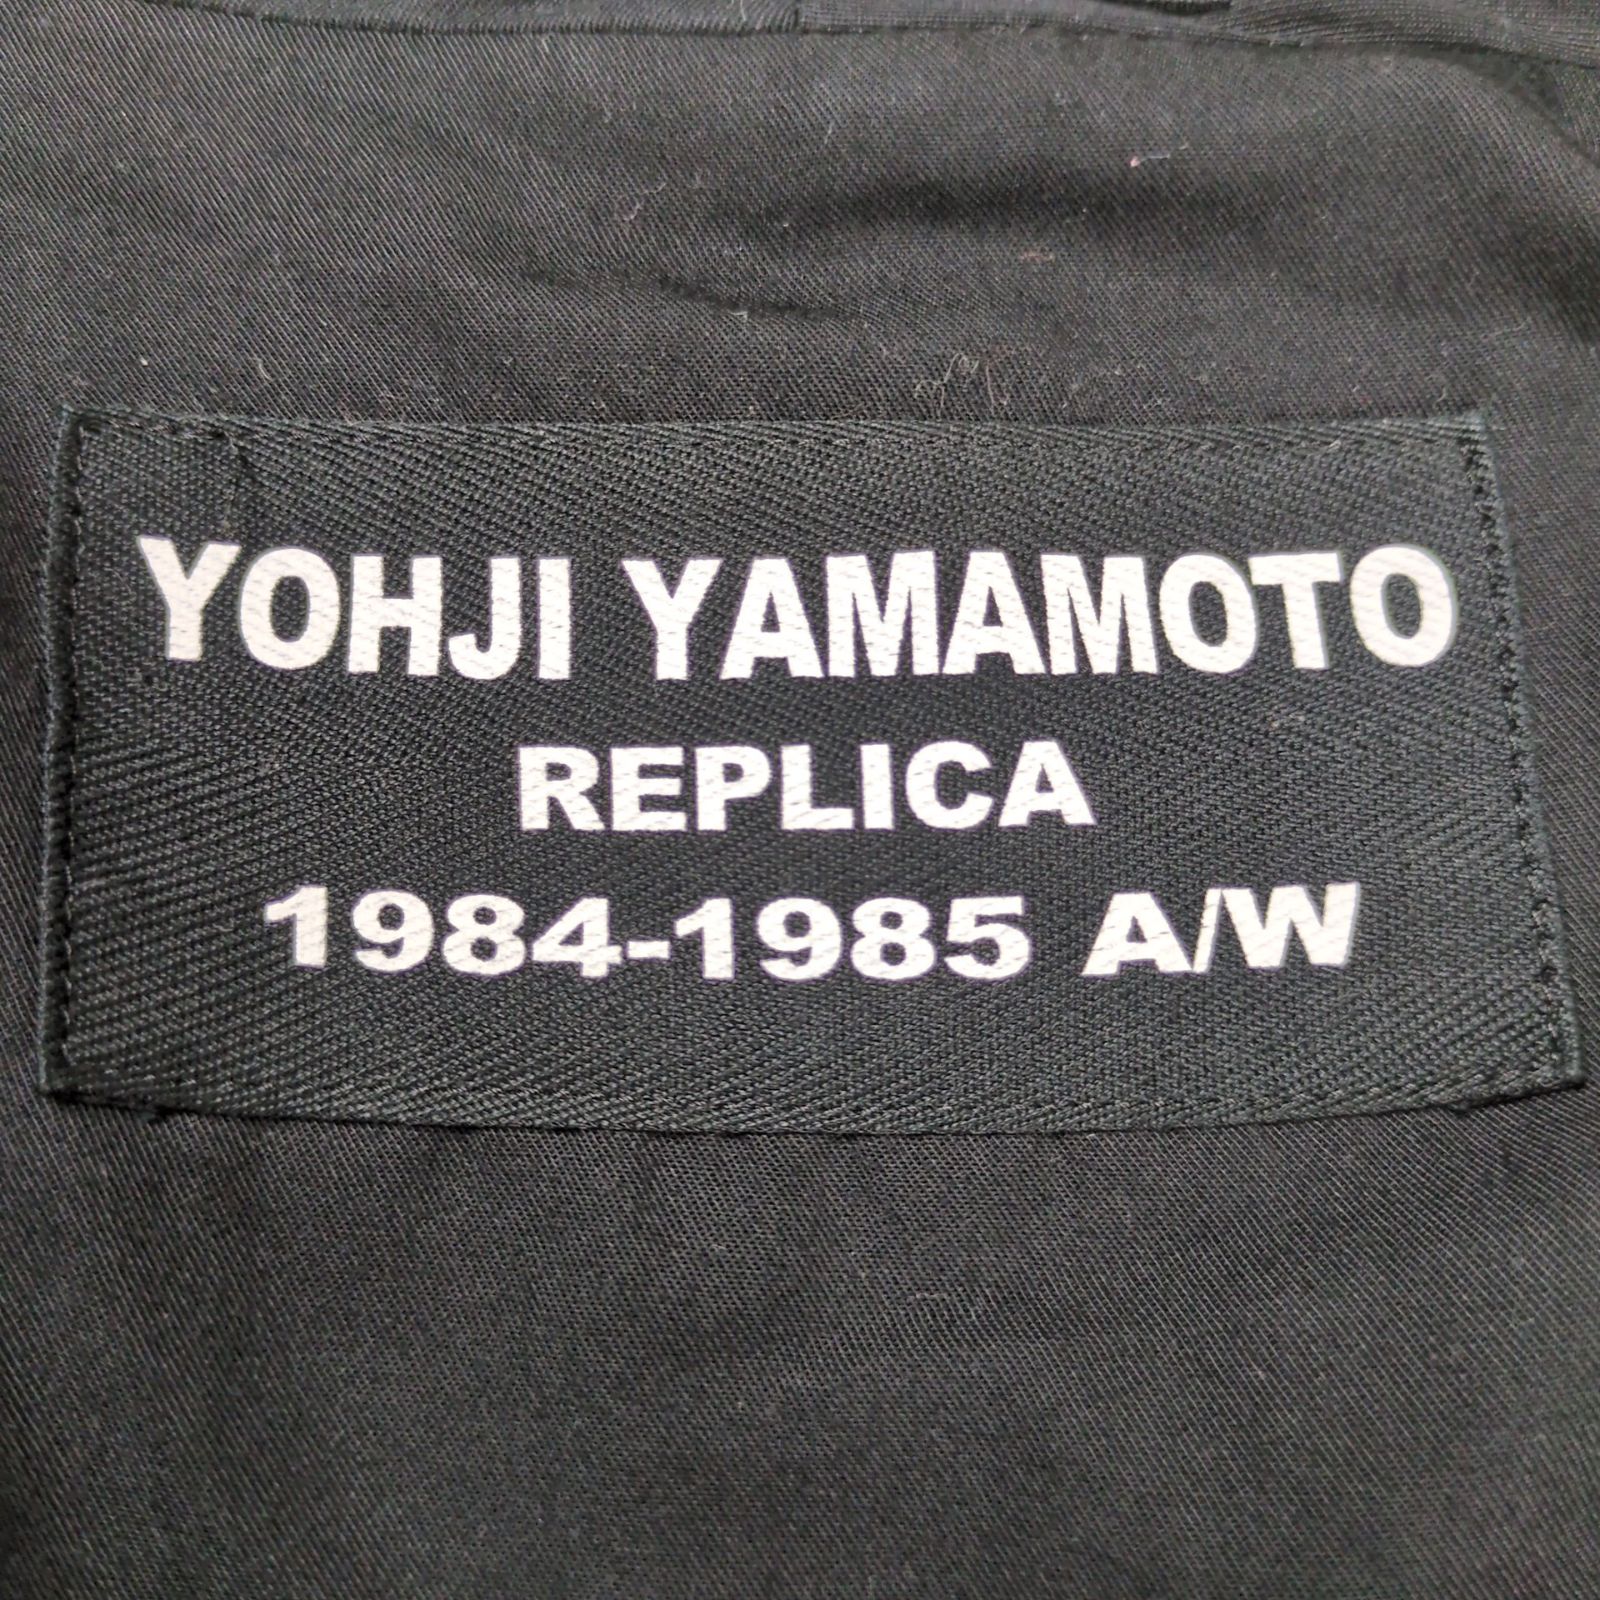 YOHJI YAMAMOTO
REPLICA
1984-1985 A/W